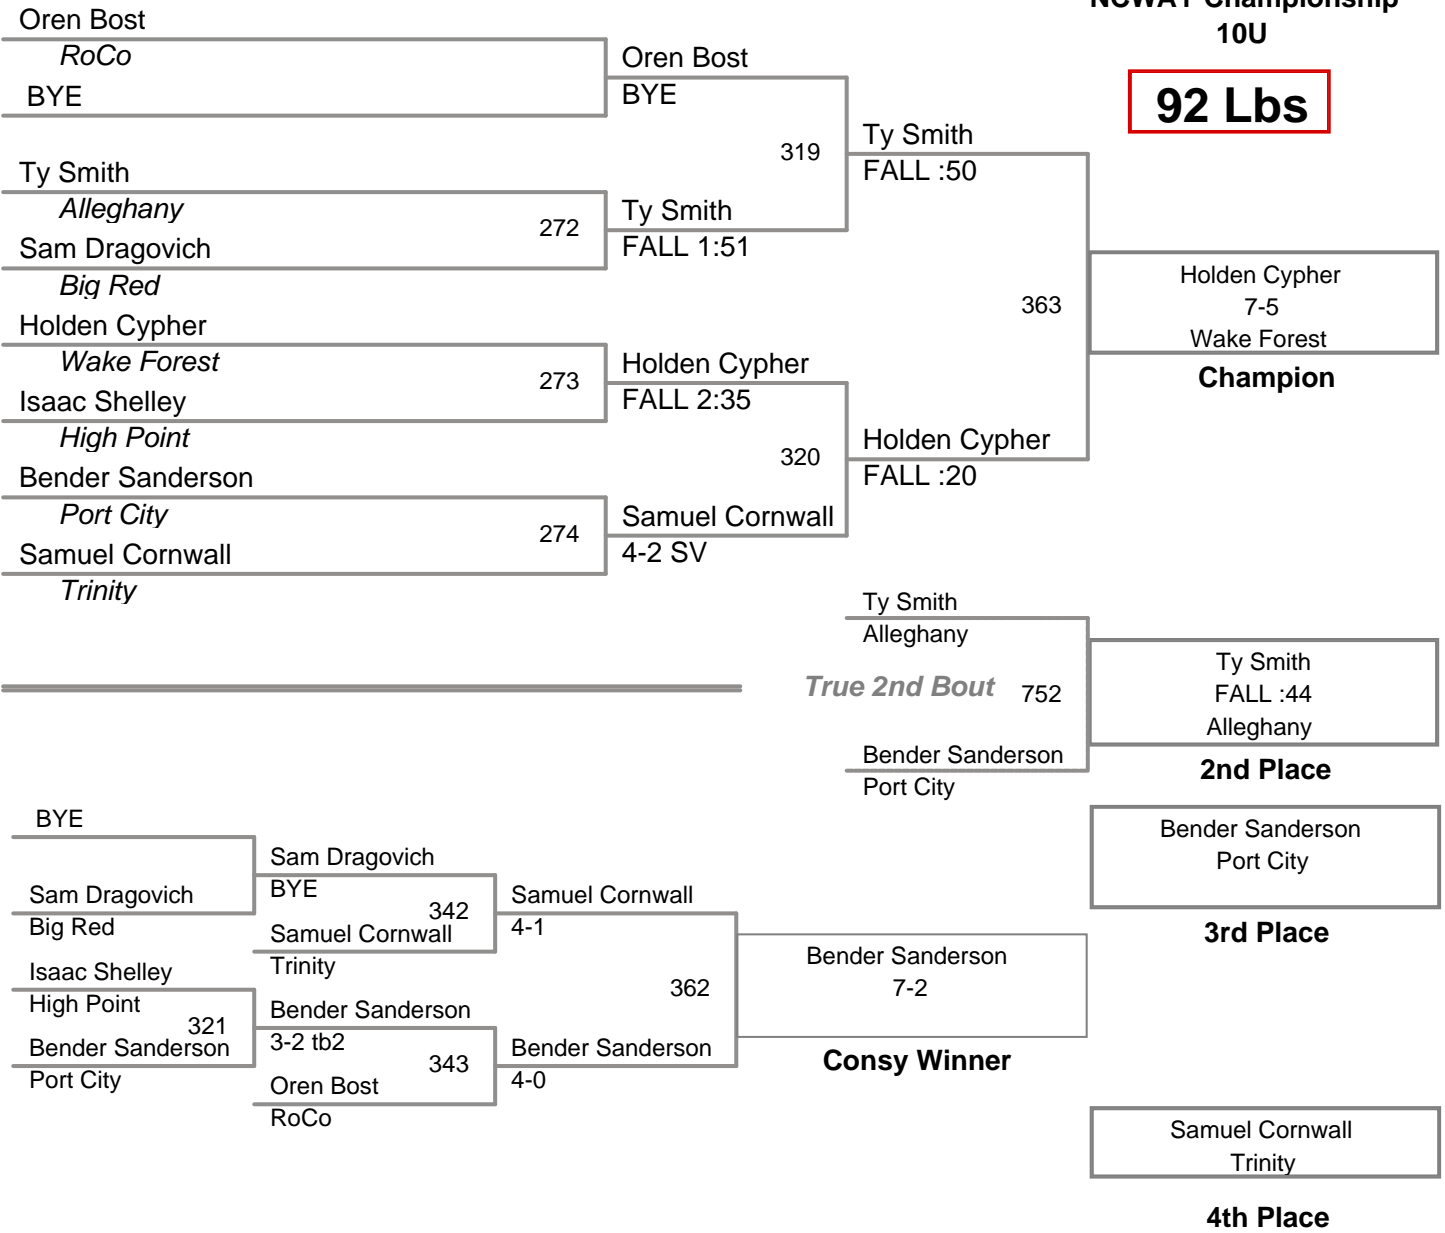 NCWAY Championship
10U
92 Lbs
Oren Bost
RoCo
BYE
Oren Bost
BYE
319
Ty Smith
FALL :50
Ty Smith
Alleghany
272
Ty Smith
FALL 1:51
Sam Dragovich
Big Red
363
Holden Cypher
7-5
Wake Forest
Champion
Holden Cypher
Wake Forest
273
Holden Cypher
FALL 2:35
Isaac Shelley
High Point
320
Holden Cypher
FALL :20
Bender Sanderson
Port City
274
Samuel Cornwall
4-2 SV
Samuel Cornwall
Trinity
Ty Smith
Alleghany
True 2nd Bout
752
Ty Smith
FALL :44
Alleghany
2nd Place
Bender Sanderson
Port City
BYE
Sam Dragovich
BYE
Sam Dragovich
Big Red
342
Samuel Cornwall
4-1
Samuel Cornwall
Trinity
Isaac Shelley
High Point
321
Bender Sanderson
3-2 tb2
Bender Sanderson
Port City
343
Bender Sanderson
4-0
Oren Bost
RoCo
362
Bender Sanderson
7-2
Consy Winner
Bender Sanderson
Port City
3rd Place
Samuel Cornwall
Trinity
4th Place